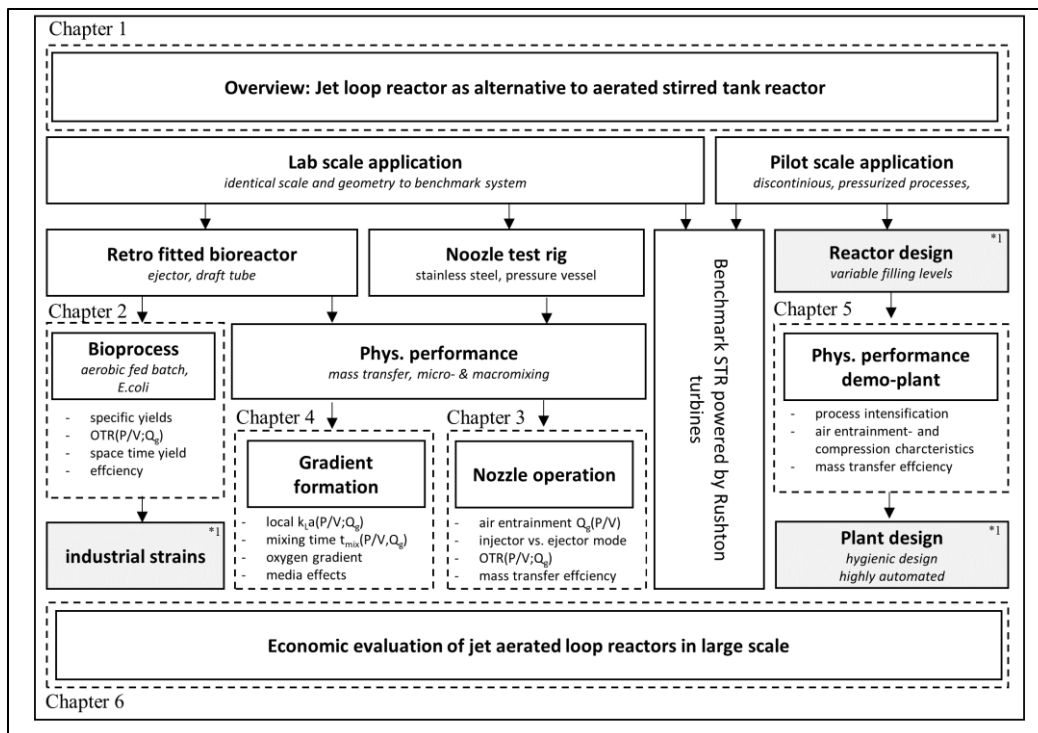 Chapter 1
Overview: Jet loop reactor as alternative to aerated stirred tank reactor
Lab scale application
identical scale and geometry to benchmark system
Pilot scale application
discontinious, pressurized processes,
Retro fitted bioreactor
ejector, draft tube
Noozle test rig
stainless steel, pressure vessel
Benchmark STR powered by Rushton
turbines
*1
Reactor design
variable filling levels
Chapter 2
Bioprocess
aerobic fed batch,
E.coli
- specific yields
- OTR(P/V;Qg)
- space time yield
- effciency
*1
industrial strains
Phys. performance
mass transfer, micro- & macromixing
Chapter 4
Gradient
formation
- local kLa(P/V;Qg)
- mixing time tmix(P/V,Qg)
- oxygen gradient
- media effects
Chapter 3
Nozzle operation
- air entrainment Qg(P/V)
- injector vs. ejector mode
- OTR(P/V;Qg)
- mass transfer effciency
Chapter 5
Phys. performance
demo-plant
- process intensification
- air entrainment- and
compression charcteristics
- mass transfer effciency
*1
Plant design
hygienic design
highly automated
Economic evaluation of jet aerated loop reactors in large scale
Chapter 6